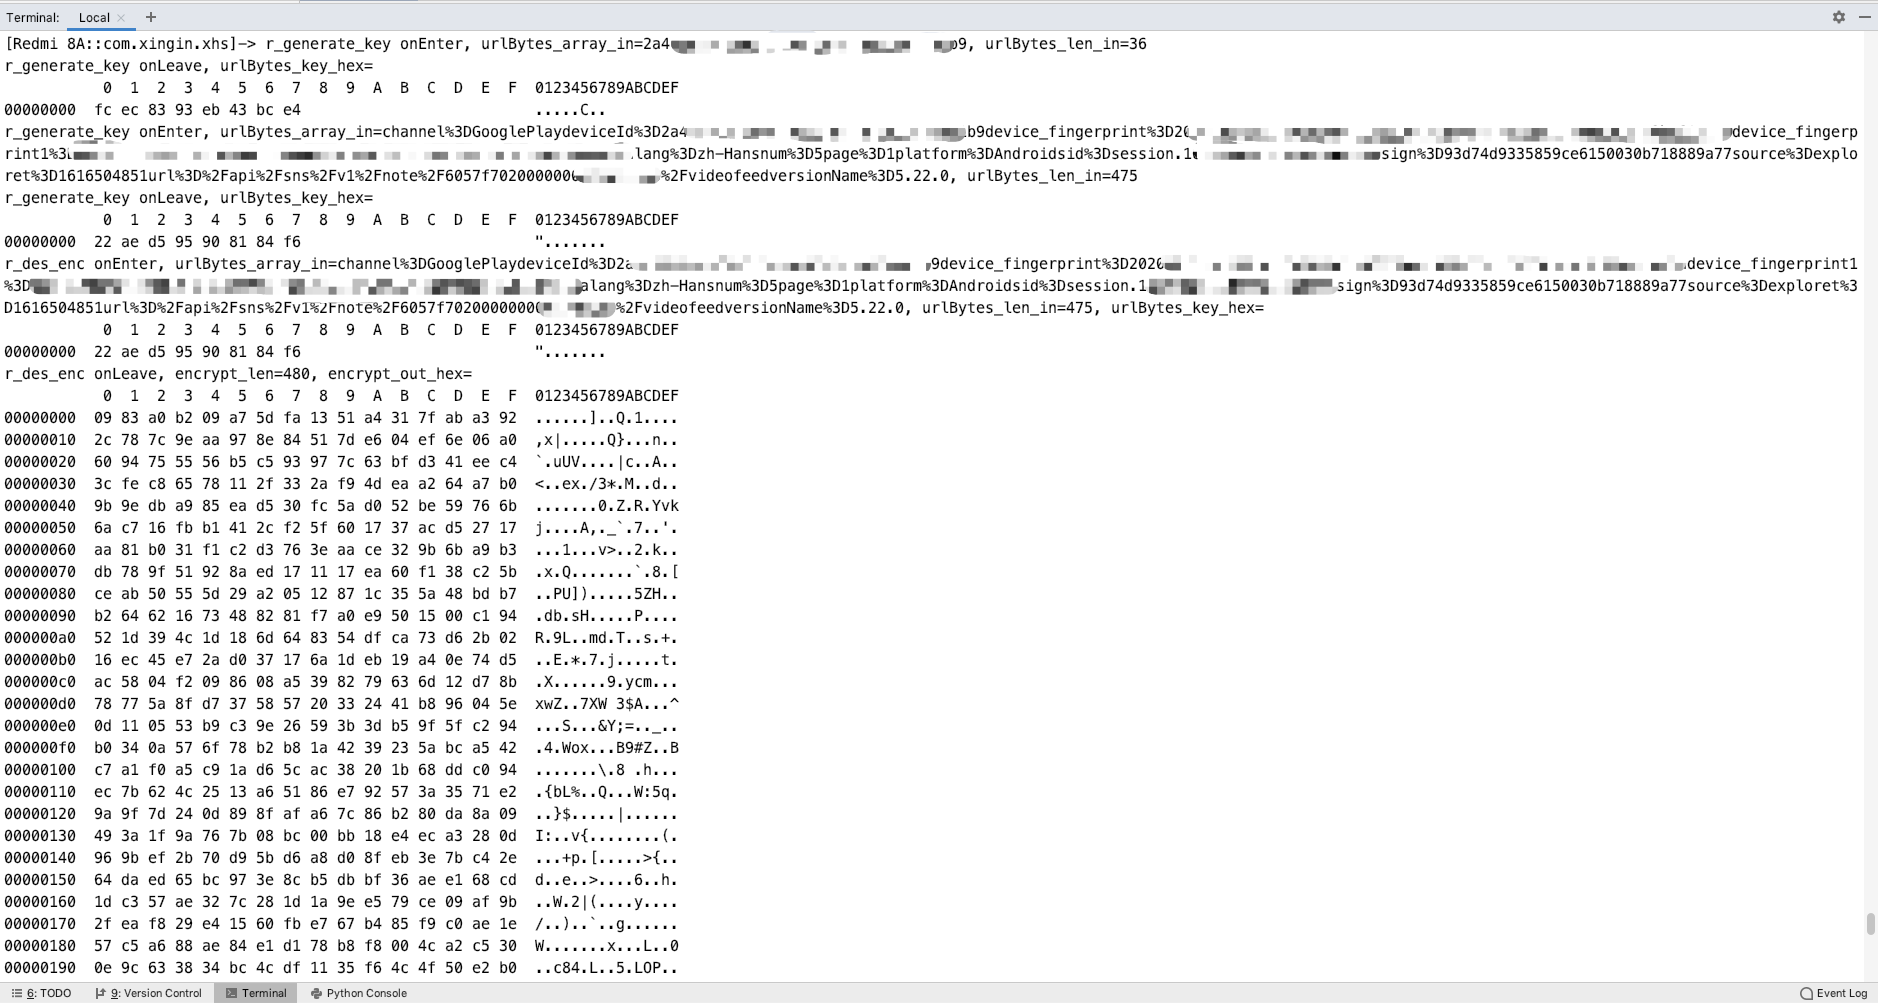 Terminal: Local × +
[Redmi 8A::com.xingin.xhs]-> r_generate_key onEnter, urlBytes_array_in=2a4 b9, urlBytes_len_in=36
r_generate_key onLeave, urlBytes_key_hex=
0 1 2 3 4 5 6 7 8 9 A B C D E F 0123456789ABCDEF
00000000 fc ec 83 93 eb 43 bc e4 .....C..
r_generate_key onEnter, urlBytes_array_in=channel%3DGooglePlaydeviceId%3D2a4 b9device_fingerprint%3D20 device_fingerp
rint1%3D lang%3Dzh-Hansnum%3D5page%3D1platform%3DAndroidsid%3Dsession.1 sign%3D93d74d9335859ce6150030b718889a77source%3Dexplo
ret%3D1616504851url%3D%2Fapi%2Fsns%2Fv1%2Fnote%2F6057f702000000 %2FvideofeedversionName%3D5.22.0, urlBytes_len_in=475
r_generate_key onLeave, urlBytes_key_hex=
0 1 2 3 4 5 6 7 8 9 A B C D E F 0123456789ABCDEF
00000000 22 ae d5 95 90 81 84 f6 ".......
r_des_enc onEnter, urlBytes_array_in=channel%3DGooglePlaydeviceId%3D2a 9device_fingerprint%3D2020 device_fingerprint1
%3D alang%3Dzh-Hansnum%3D5page%3D1platform%3DAndroidsid%3Dsession.1 sign%3D93d74d9335859ce6150030b718889a77source%3Dexploret%3
D1616504851url%3D%2Fapi%2Fsns%2Fv1%2Fnote%2F6057f70200000000 %2FvideofeedversionName%3D5.22.0, urlBytes_len_in=475, urlBytes_key_hex=
0 1 2 3 4 5 6 7 8 9 A B C D E F 0123456789ABCDEF
00000000 22 ae d5 95 90 81 84 f6 ".......
r_des_enc onLeave, encrypt_len=480, encrypt_out_hex=
0 1 2 3 4 5 6 7 8 9 A B C D E F 0123456789ABCDEF
00000000 09 83 a0 b2 09 a7 5d fa 13 51 a4 31 7f ab a3 92 ......]..Q.1....
00000010 2c 78 7c 9e aa 97 8e 84 51 7d e6 04 ef 6e 06 a0 ,x|.....Q}...n..
00000020 60 94 75 55 56 b5 c5 93 97 7c 63 bf d3 41 ee c4 `.uUV....|c..A..
00000030 3c fe c8 65 78 11 2f 33 2a f9 4d ea a2 64 a7 b0 <..ex./3*.M..d..
00000040 9b 9e db a9 85 ea d5 30 fc 5a d0 52 be 59 76 6b .......0.Z.R.Yvk
00000050 6a c7 16 fb b1 41 2c f2 5f 60 17 37 ac d5 27 17 j....A,._`.7..'.
00000060 aa 81 b0 31 f1 c2 d3 76 3e aa ce 32 9b 6b a9 b3 ...1...v>..2.k..
00000070 db 78 9f 51 92 8a ed 17 11 17 ea 60 f1 38 c2 5b .x.Q.......`.8.[
00000080 ce ab 50 55 5d 29 a2 05 12 87 1c 35 5a 48 bd b7 ..PU]).....5ZH..
00000090 b2 64 62 16 73 48 82 81 f7 a0 e9 50 15 00 c1 94 .db.sH.....P....
000000a0 52 1d 39 4c 1d 18 6d 64 83 54 df ca 73 d6 2b 02 R.9L..md.T..s.+.
000000b0 16 ec 45 e7 2a d0 37 17 6a 1d eb 19 a4 0e 74 d5 ..E.*.7.j.....t.
000000c0 ac 58 04 f2 09 86 08 a5 39 82 79 63 6d 12 d7 8b .X......9.ycm...
000000d0 78 77 5a 8f d7 37 58 57 20 33 24 41 b8 96 04 5e xwZ..7XW 3$A...^
000000e0 0d 11 05 53 b9 c3 9e 26 59 3b 3d b5 9f 5f c2 94 ...S...&Y;=.._..
000000f0 b0 34 0a 57 6f 78 b2 b8 1a 42 39 23 5a bc a5 42 .4.Wox...B9#Z..B
00000100 c7 a1 f0 a5 c9 1a d6 5c ac 38 20 1b 68 dd c0 94 .......\.8 .h...
00000110 ec 7b 62 4c 25 13 a6 51 86 e7 92 57 3a 35 71 e2 .{bL%..Q...W:5q.
00000120 9a 9f 7d 24 0d 89 8f af a6 7c 86 b2 80 da 8a 09 ..}$.....|......
00000130 49 3a 1f 9a 76 7b 08 bc 00 bb 18 e4 ec a3 28 0d I:..v{........(.
00000140 96 9b ef 2b 70 d9 5b d6 a8 d0 8f eb 3e 7b c4 2e ...+p.[.....>{..
00000150 64 da ed 65 bc 97 3e 8c b5 db bf 36 ae e1 68 cd d..e..>....6..h.
00000160 1d c3 57 ae 32 7c 28 1d 1a 9e e5 79 ce 09 af 9b ..W.2|(....y....
00000170 2f ea f8 29 e4 15 60 fb e7 67 b4 85 f9 c0 ae 1e /..)..`..g......
00000180 57 c5 a6 88 ae 84 e1 d1 78 b8 f8 00 4c a2 c5 30 W.......x...L..0
00000190 0e 9c 63 38 34 bc 4c df 11 35 f6 4c 4f 50 e2 b0 ..c84.L..5.LOP..
6: TODO 9: Version Control Terminal Python Console Event Log